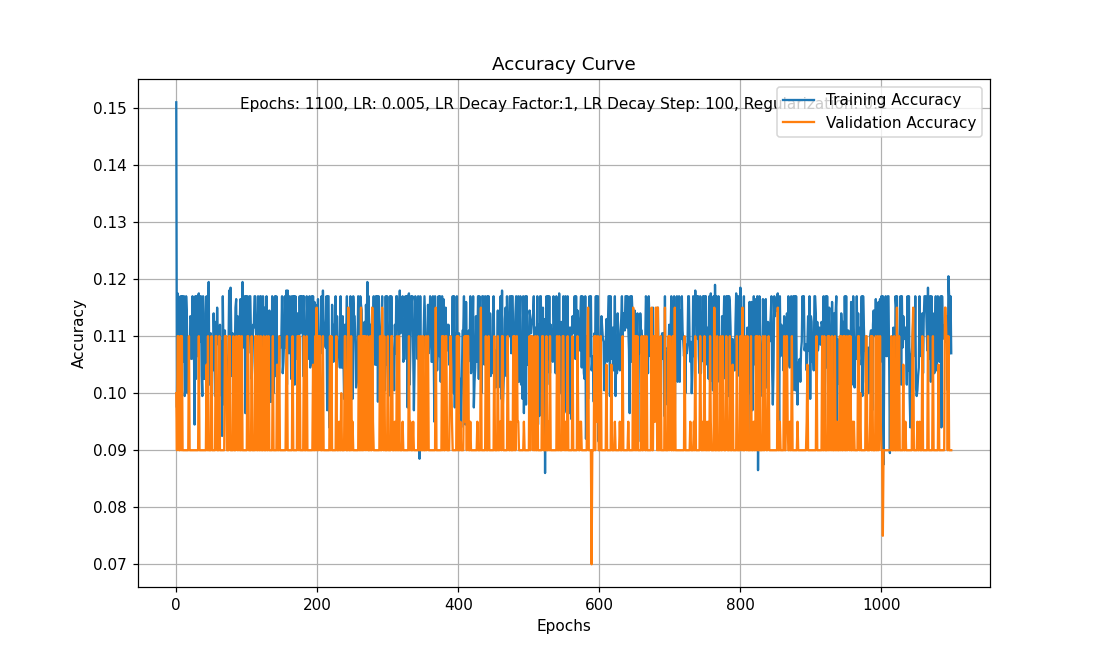 Accuracy Curve
Epochs: 1100, LR: 0.005, LR Decay Factor:1, LR Decay Step: 100, Regularization:
Training Accuracy
Validation Accuracy
Accuracy
0.15
0.14
0.13
0.12
0.11
0.10
0.09
0.08
0.07
0
200
400
600
800
1000
Epochs